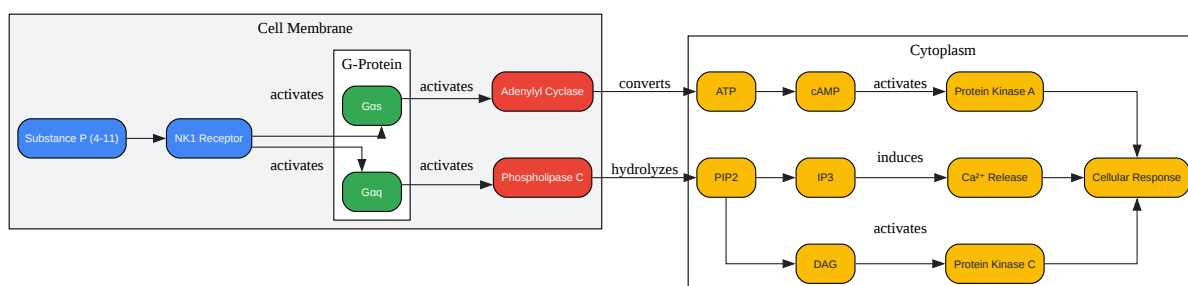 Cell Membrane
G-Protein
Cytoplasm
activates
activates
converts
activates
Gαs
Adenylyl Cyclase
ATP
cAMP
Protein Kinase A
Substance P (4-11)
NK1 Receptor
activates
activates
hydrolyzes
induces
Gαq
Phospholipase C
PIP2
IP3
Ca²⁺ Release
Cellular Response
activates
DAG
Protein Kinase C